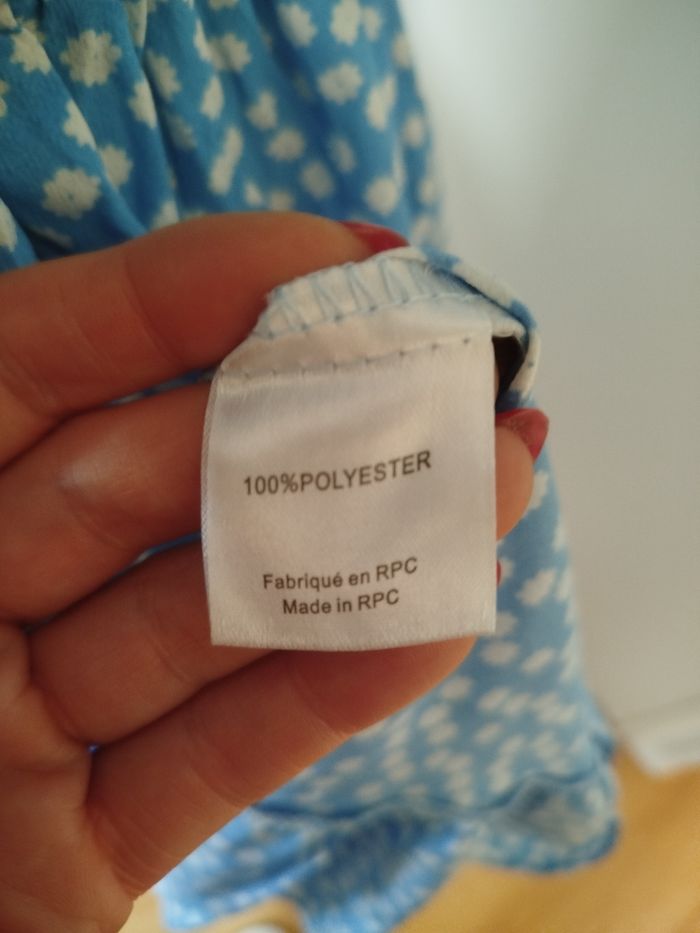 100%POLYESTER
Fabriqué en RPC
Made in RPC